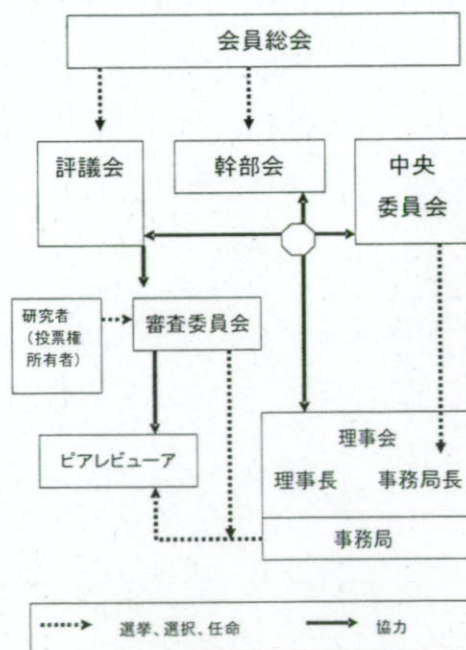 会員総会
評議会
幹部会
中央
委員会
研究者
（投票権
所有者）
審査委員会
ピアレビューア
理事会
理事長 事務局長
事務局
選挙、選択、任命 協力